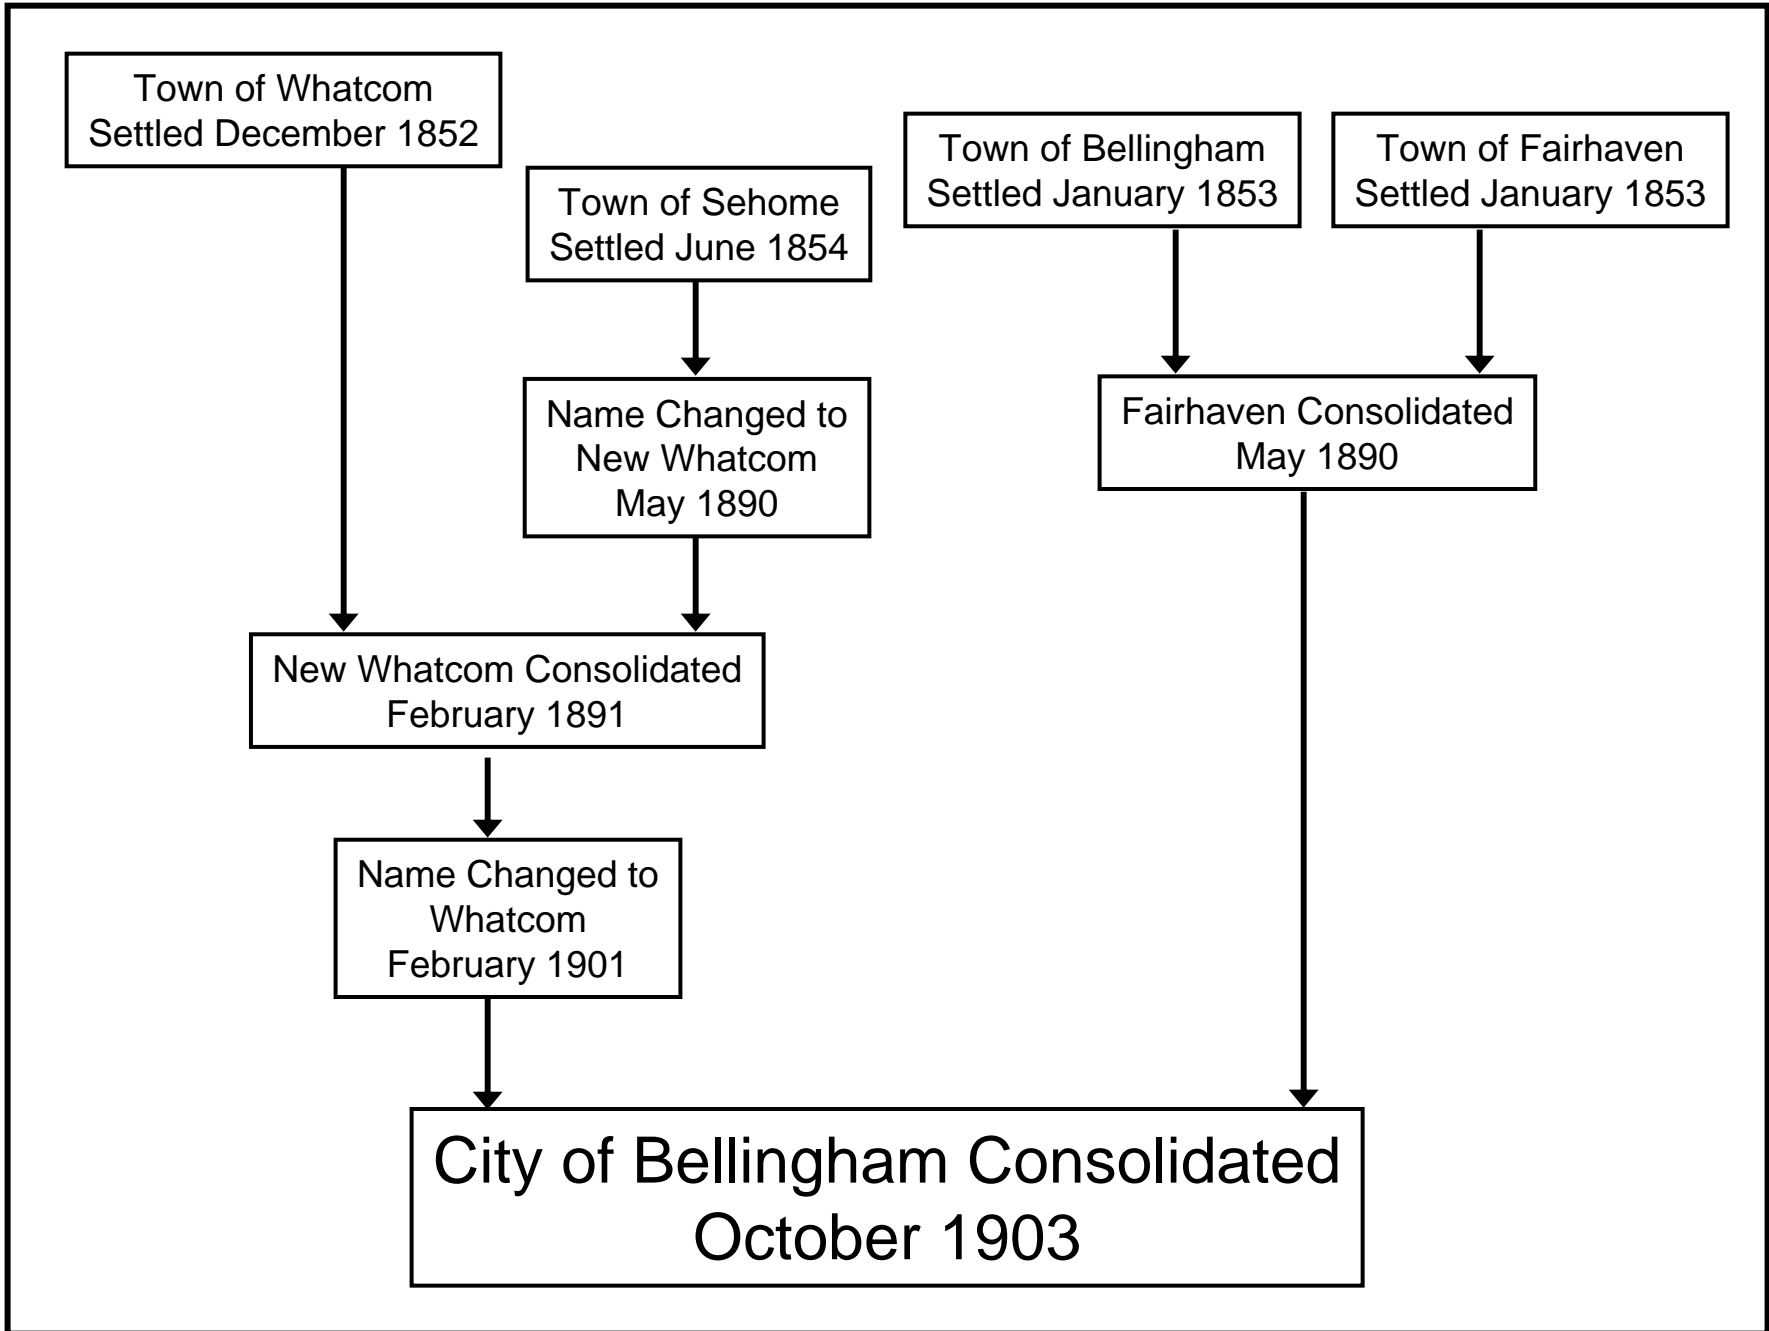 Town of Whatcom
Settled December 1852
Town of Sehome
Settled June 1854
Town of Bellingham
Settled January 1853
Town of Fairhaven
Settled January 1853
Name Changed to
New Whatcom
May 1890
Fairhaven Consolidated
May 1890
New Whatcom Consolidated
February 1891
Name Changed to
Whatcom
February 1901
City of Bellingham Consolidated
October 1903